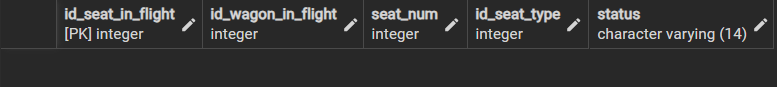 id_seat_in_flight id_wagon_in_flight seat_num id_seat_type status
[PK] integer integer integer integer character varying (14)